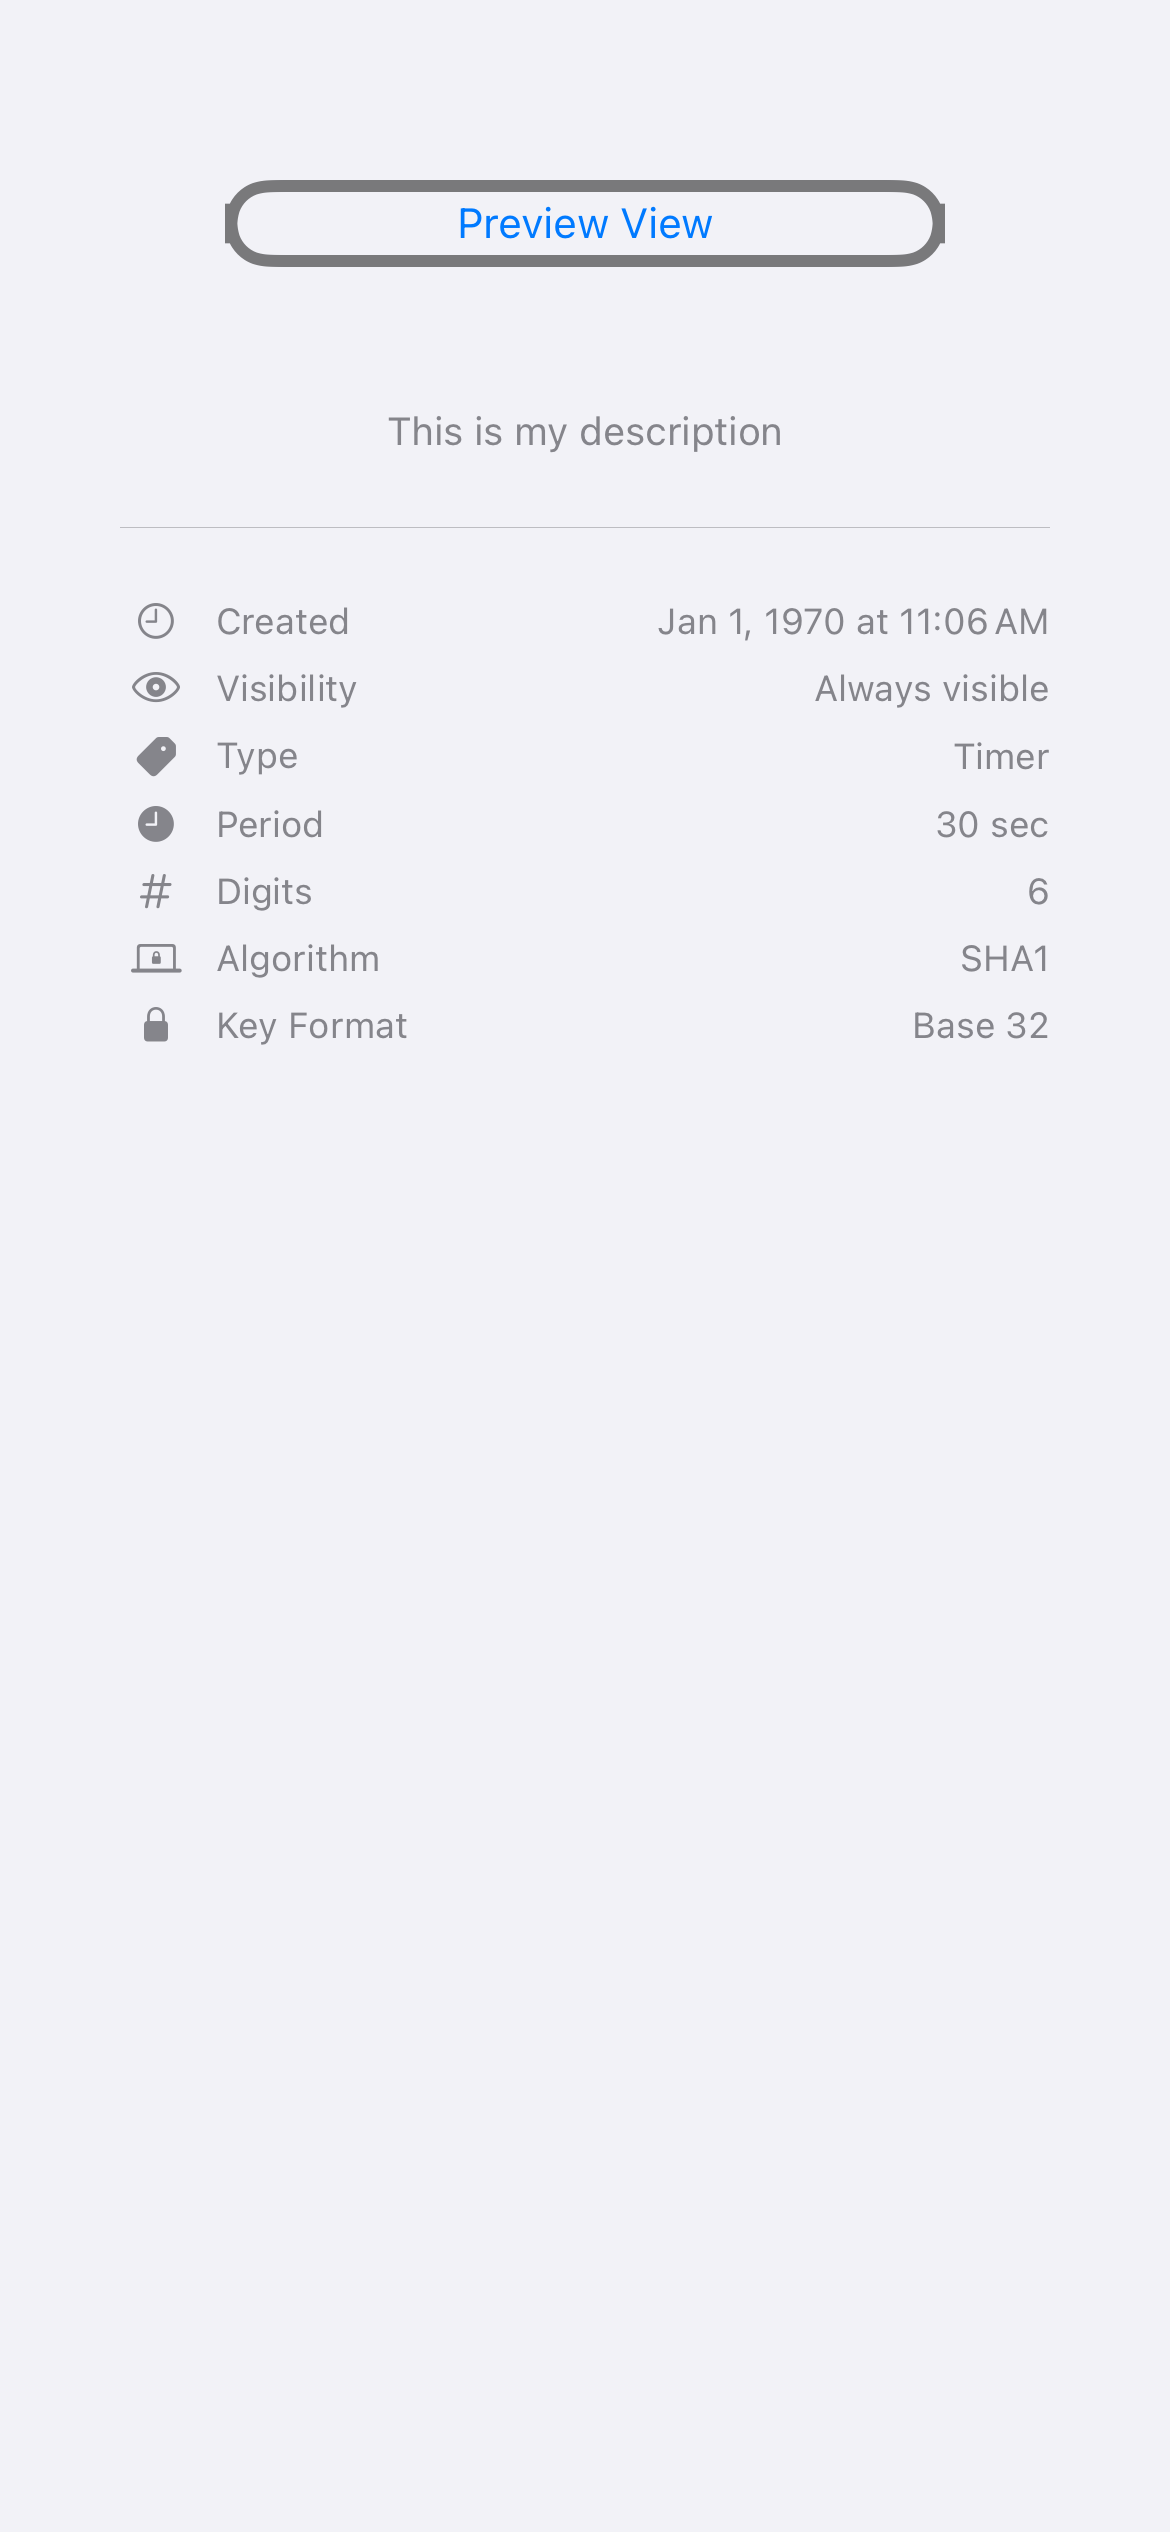 Preview View
This is my description
Created Jan 1, 1970 at 11:06 AM
Visibility Always visible
Type Timer
Period 30 sec
Digits 6
Algorithm SHA1
Key Format Base 32